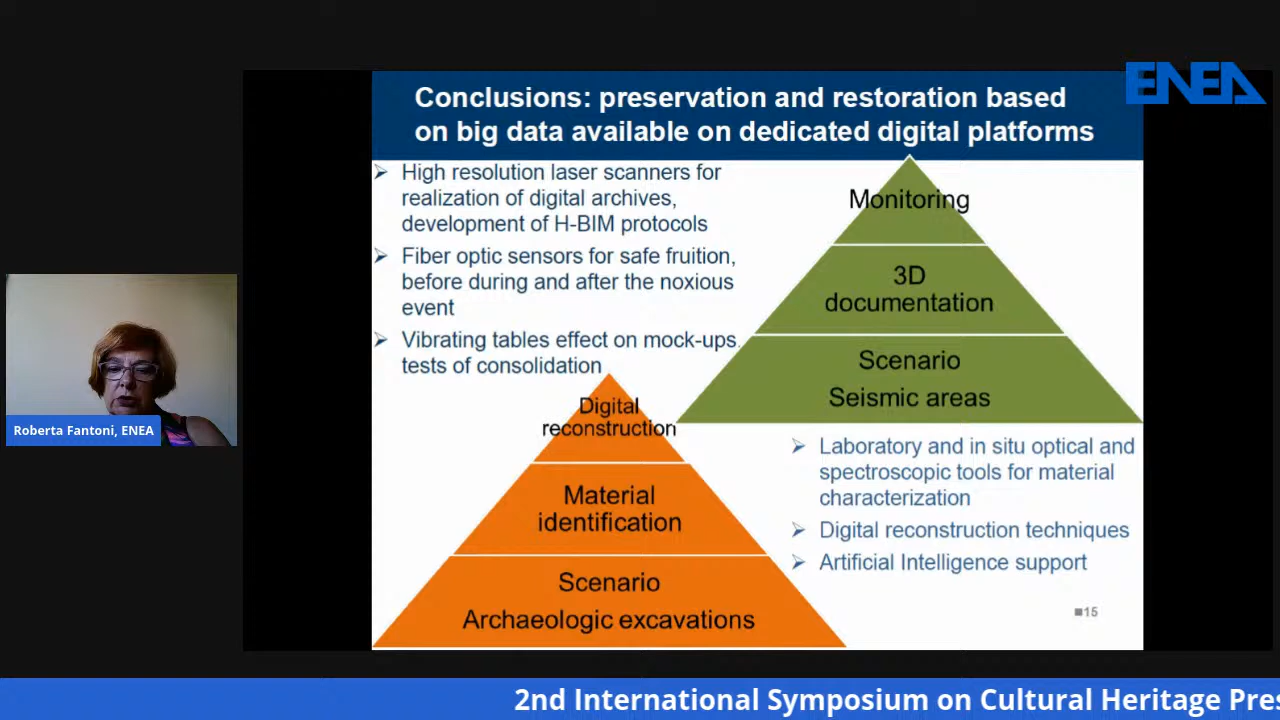 ENEA
Conclusions: preservation and restoration based
on big data available on dedicated digital platforms
➢ High resolution laser scanners for
realization of digital archives,
development of H-BIM protocols
➢ Fiber optic sensors for safe fruition,
before during and after the noxious
event
➢ Vibrating tables effect on mock-ups.
tests of consolidation
Monitoring
3D
documentation
Scenario
Seismic areas
Digital
reconstruction
Material
identification
Scenario
Archaeologic excavations
➢ Laboratory and in situ optical and
spectroscopic tools for material
characterization
➢ Digital reconstruction techniques
➢ Artificial Intelligence support
■15
Roberta Fantoni, ENEA
2nd International Symposium on Cultural Heritage Pres